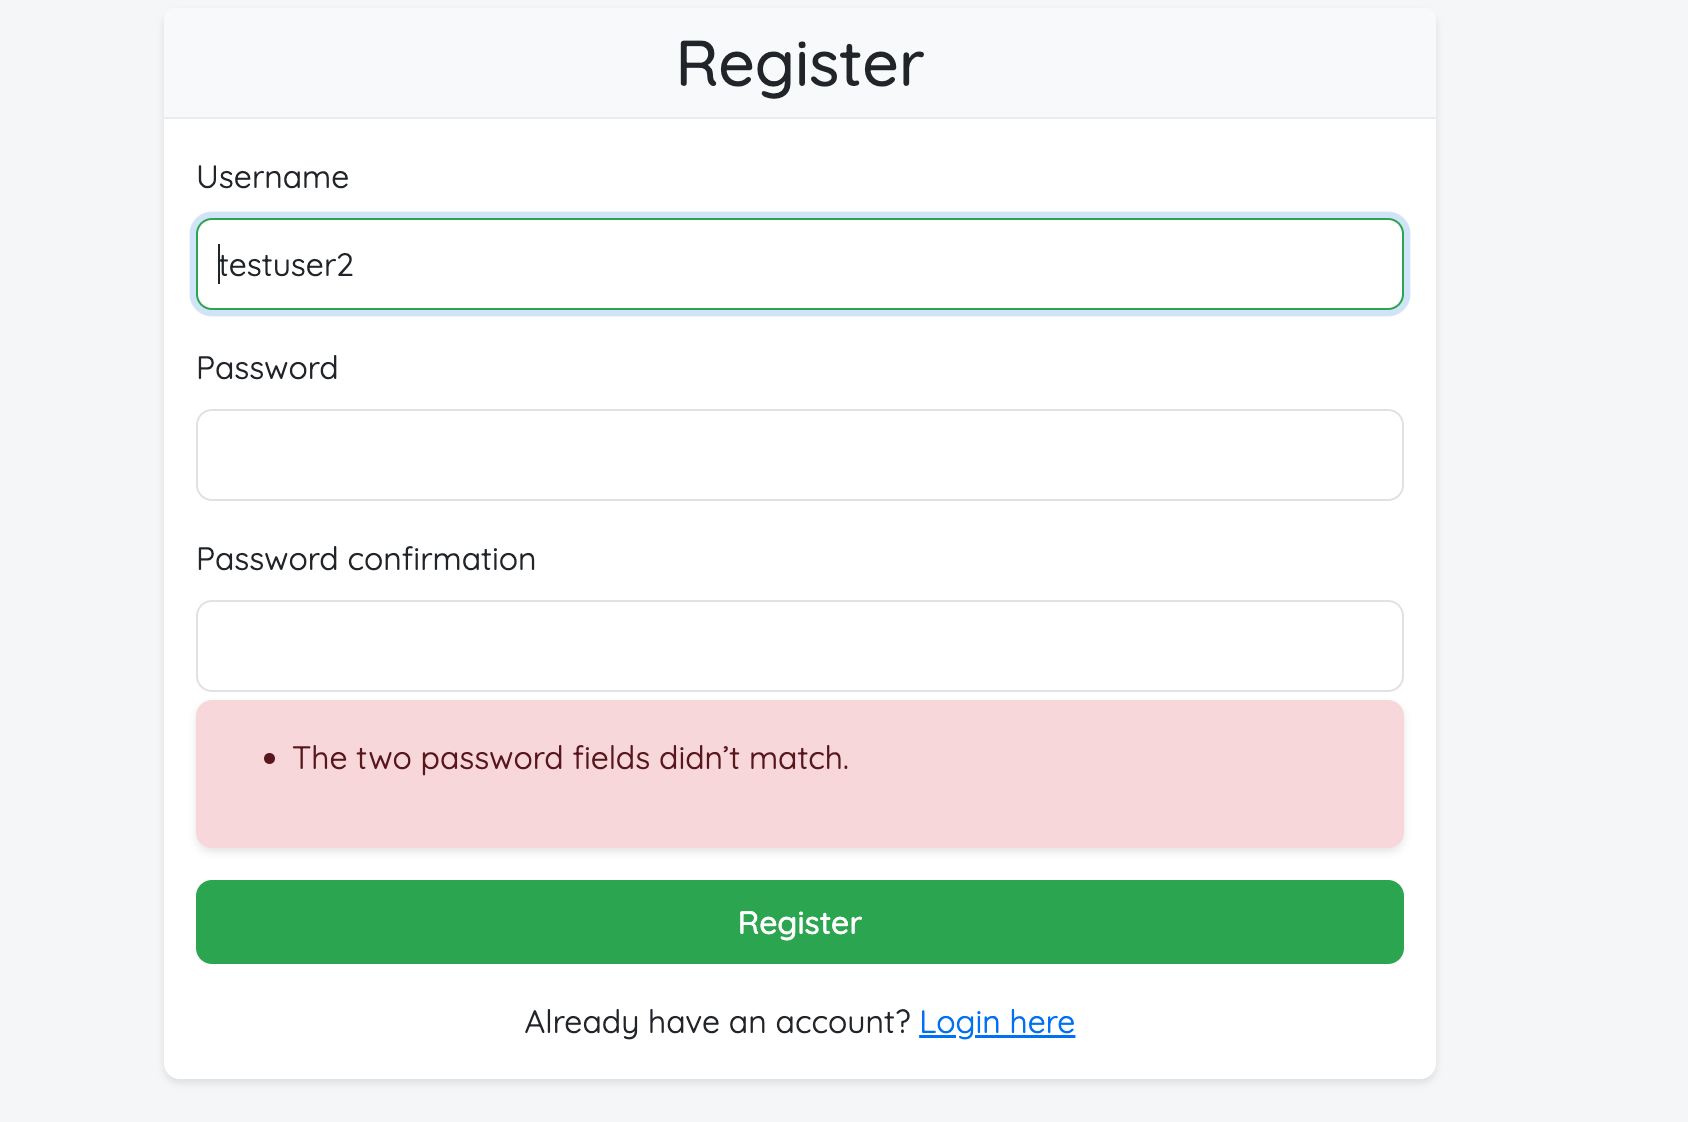 Register
Username
testuser2
Password
Password confirmation
• The two password fields didn’t match.
Register
Already have an account? Login here